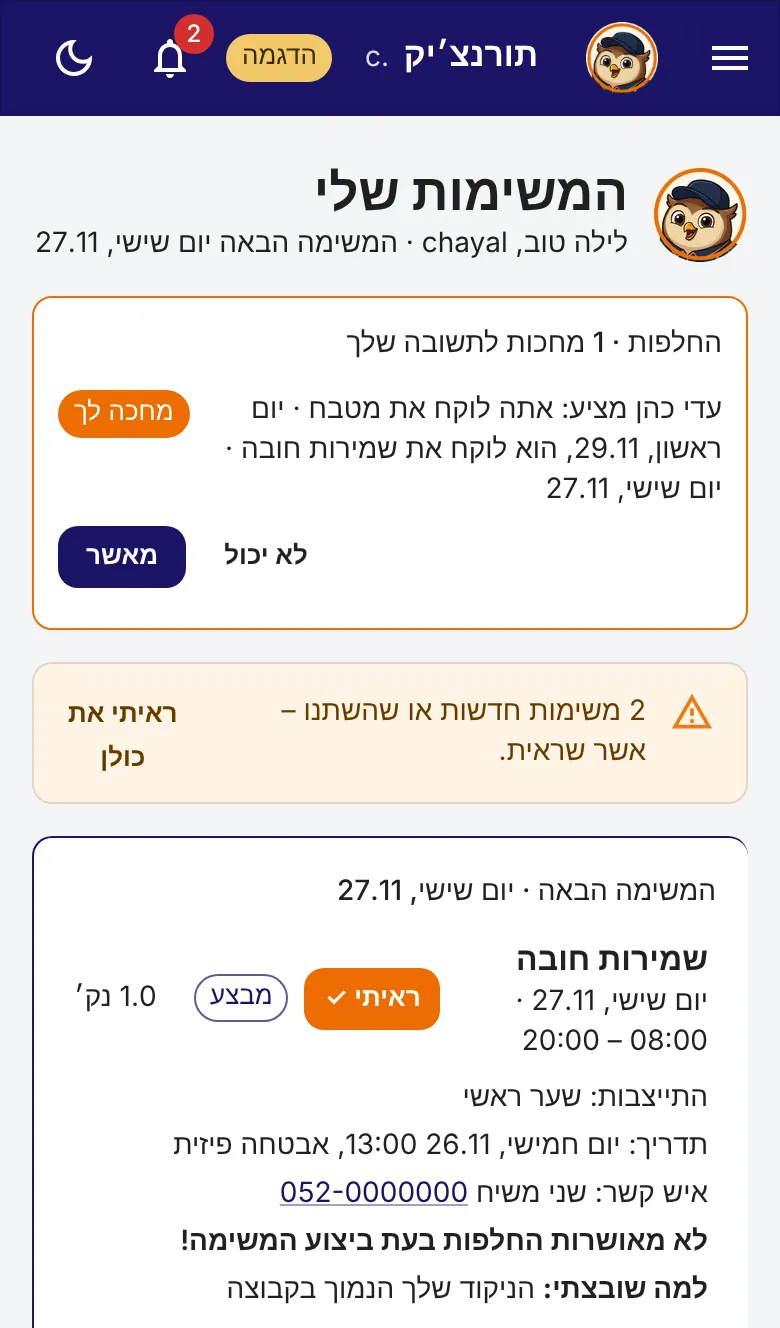 תורנצ׳יק c. הדגמה 2
המשימות שלי
לילה טוב, chayal · המשימה הבאה יום שישי, 27.11
החלפות · 1 מחכות לתשובה שלך
עדי כהן מציע: אתה לוקח את מטבח · יום
ראשון, 29.11, הוא לוקח את שמירות חובה ·
יום שישי, 27.11
מחכה לך
לא יכול
מאשר
2 משימות חדשות או שהשתנו –
אשר שראית.
ראיתי את
כולן
המשימה הבאה · יום שישי, 27.11
שמירות חובה
יום שישי, 27.11 ·
08:00 – 20:00
ראיתי ✓
מבצע
1.0 נק׳
התייצבות: שער ראשי
תדריך: יום חמישי, 26.11 13:00, אבטחה פיזית
איש קשר: שני משיח 052-0000000
לא מאושרות החלפות בעת ביצוע המשימה!
למה שובצתי: הניקוד שלך הנמוך בקבוצה